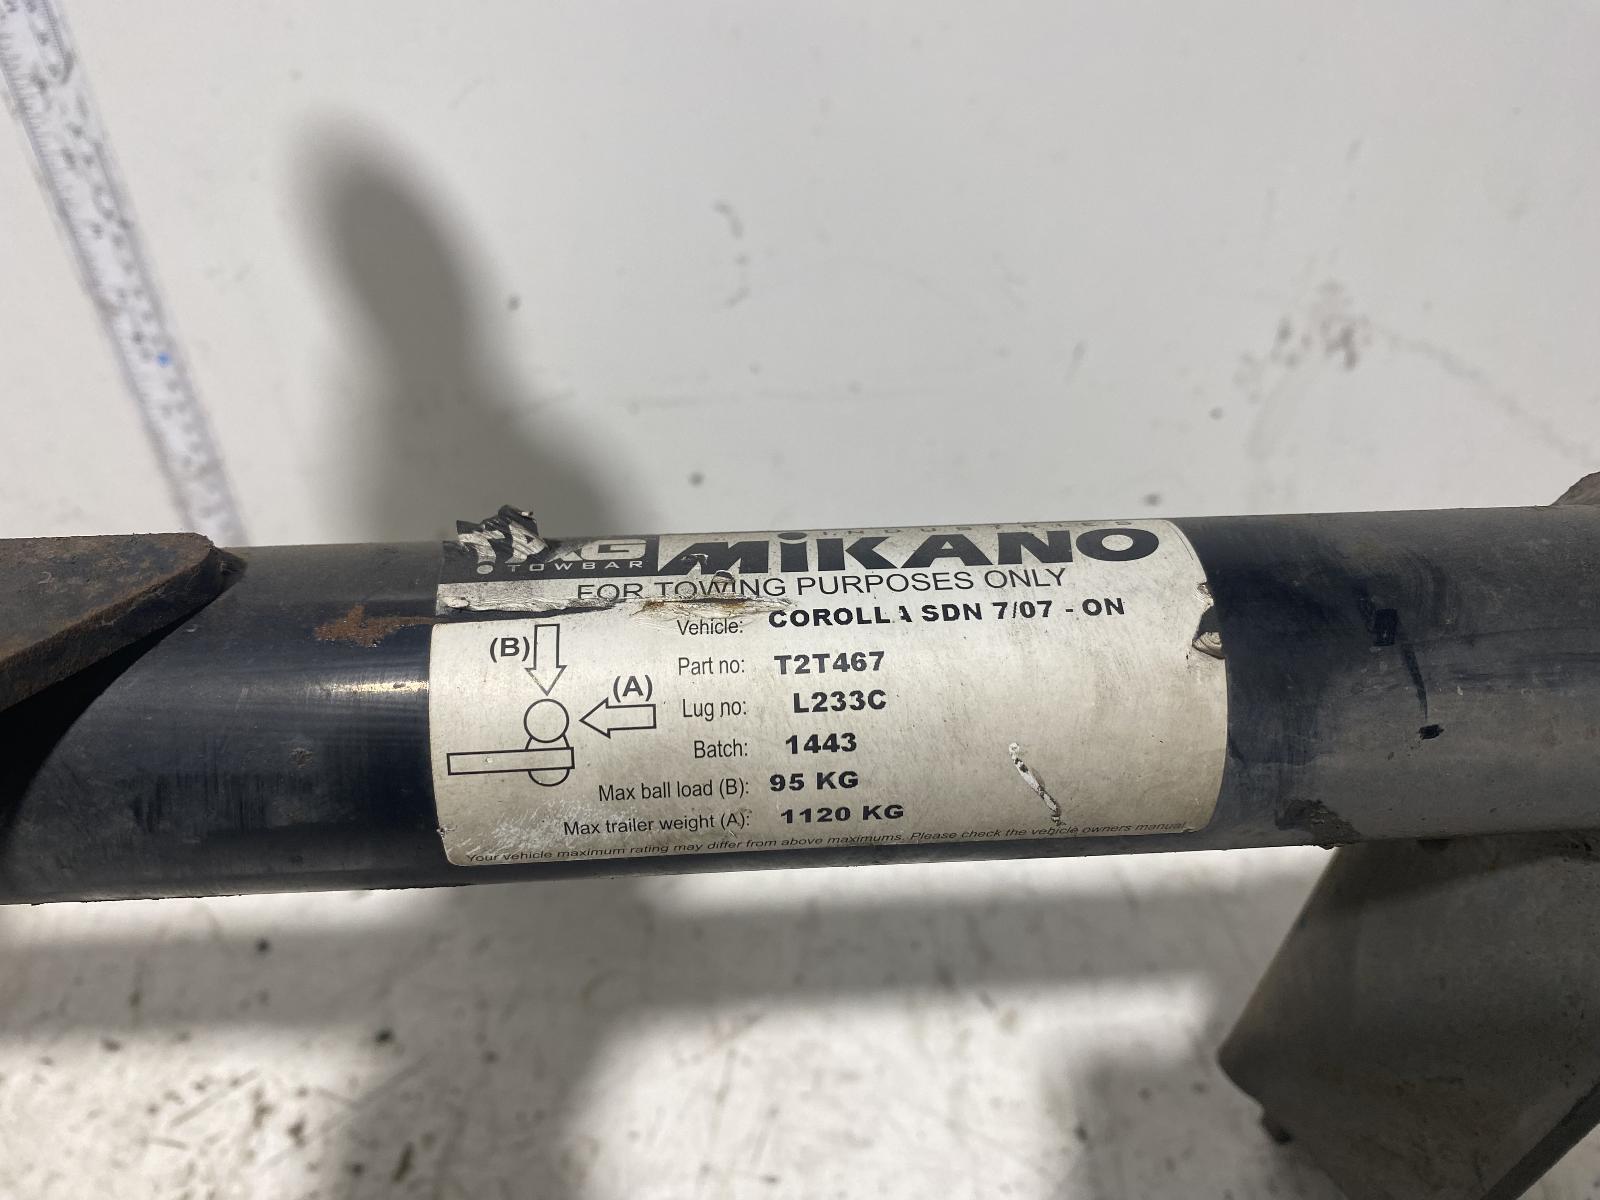 INDUSTRIES
TAG MiKANO
TOWBAR
FOR TOWING PURPOSES ONLY
Vehicle: COROLLA SDN 7/07 - ON
(B)
Part no: T2T467
(A)
Lug no: L233C
Batch: 1443
Max ball load (B): 95 KG
Max trailer weight (A): 1120 KG
Your vehicle maximum rating may differ from above maximums. Please check the vehicle owners manual